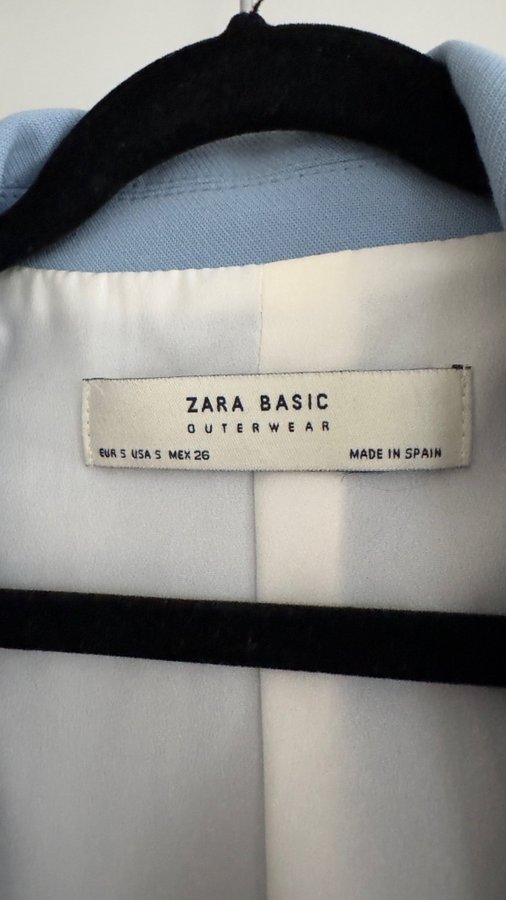 ZARA BASIC
OUTERWEAR
EUR S USA S MEX 26 MADE IN SPAIN